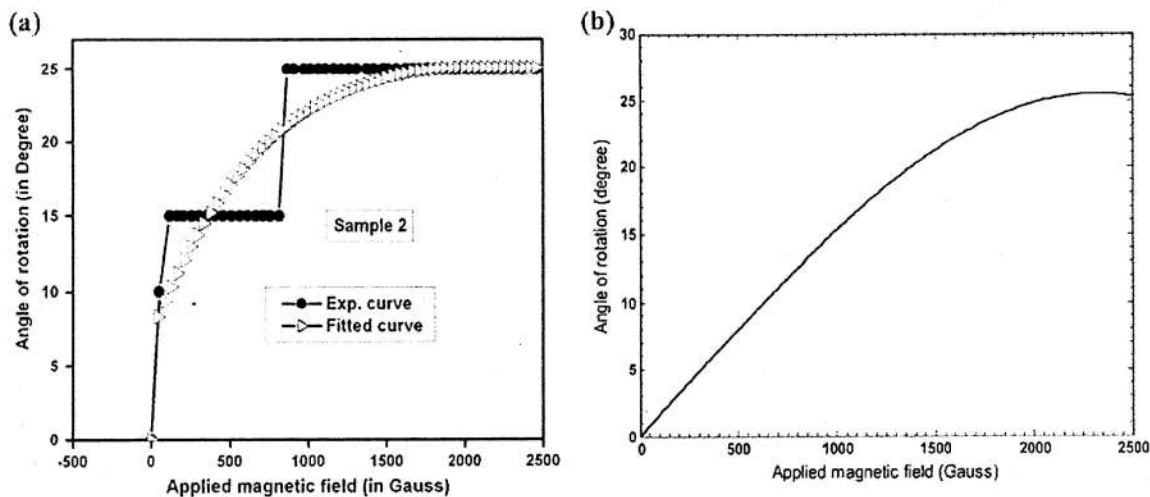 (a)
Angle of rotation (in Degree)
25
20
15
10
5
0
Sample 2
Exp. curve
Fitted curve
-500 0 500 1000 1500 2000 2500
Applied magnetic field (in Gauss)
(b)
Angle of rotation (degree)
30
25
20
15
10
5
0
0 500 1000 1500 2000 2500
Applied magnetic field (Gauss)